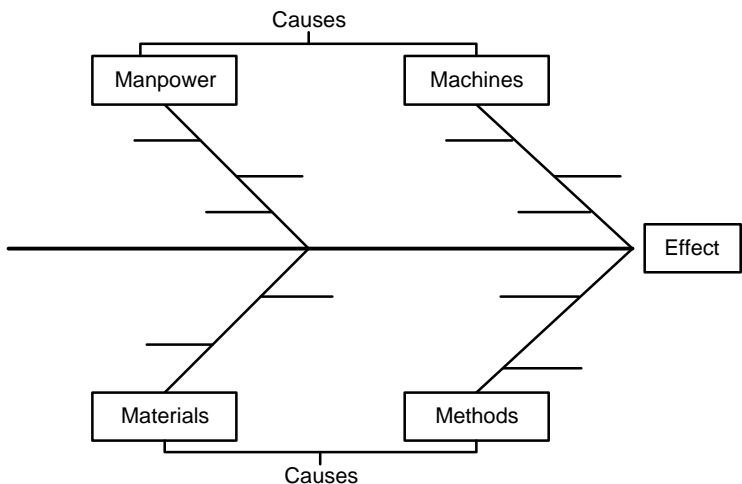 Causes
Manpower
Machines
Effect
Materials
Methods
Causes